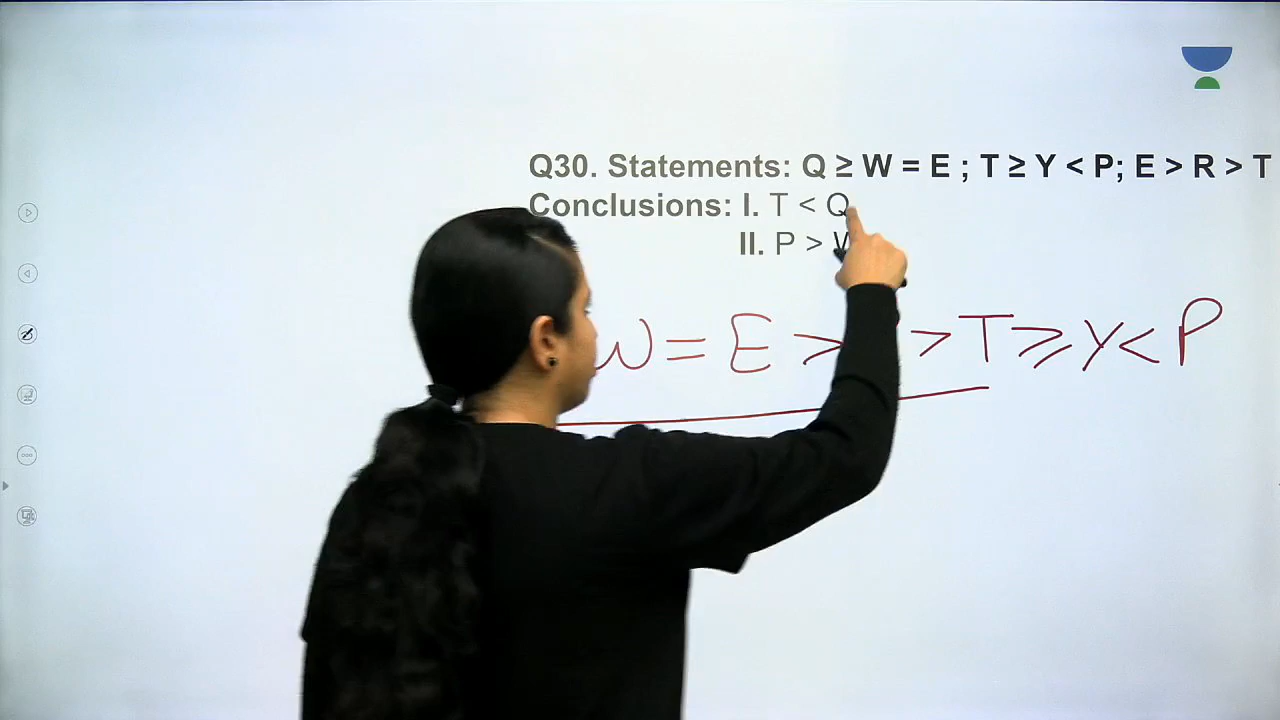 Q30. Statements: Q ≥ W = E ; T ≥ Y < P; E > R > T
Conclusions: I. T < Q
II. P > W
W = E > > T ≥ Y < P